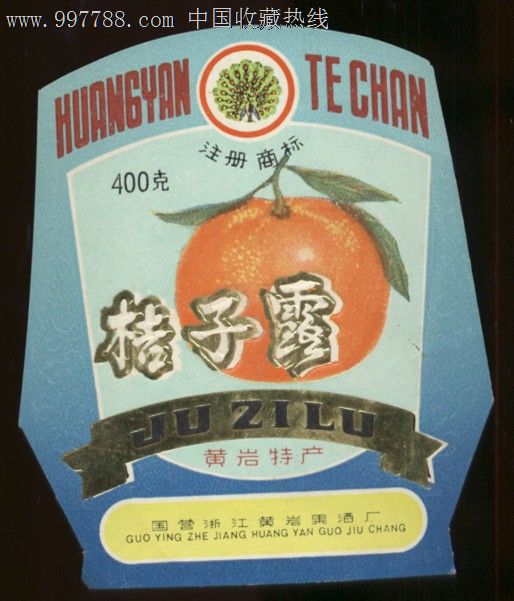 www.997788.com 中国收藏热线
HUANGYAN TE CHAN
注册商标
400克
桔子露
JU ZI LU
黄岩特产
国营浙江黄岩果酒厂
GUO YING ZHE JIANG HUANG YAN GUO JIU CHANG